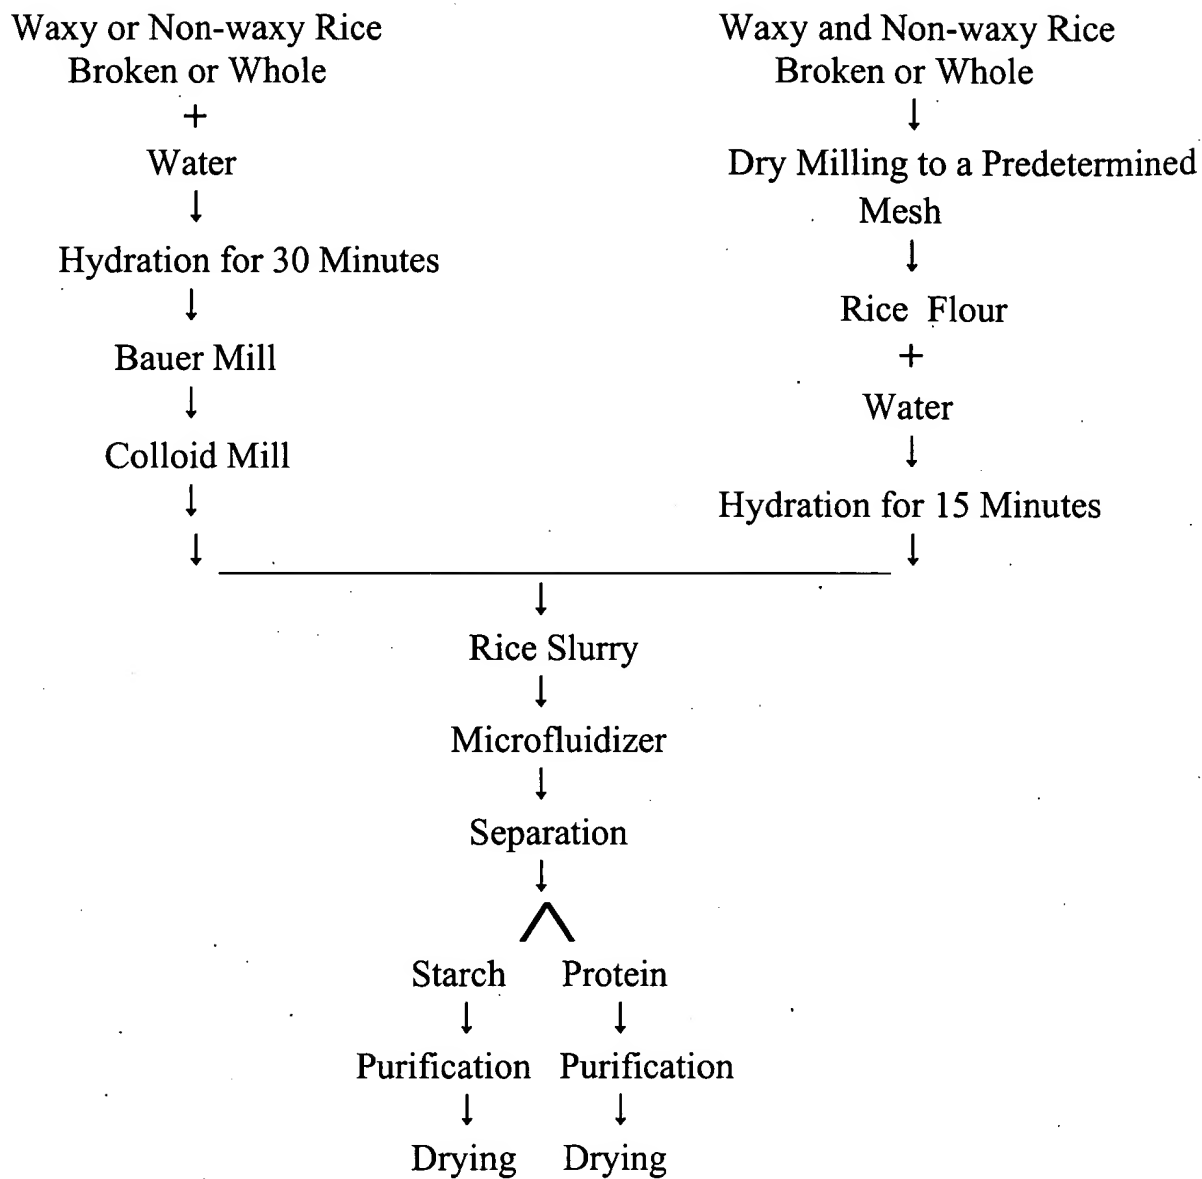 Waxy or Non-waxy Rice
Broken or Whole
+
Water
↓
Hydration for 30 Minutes
↓
Bauer Mill
↓
Colloid Mill
↓
↓
Waxy and Non-waxy Rice
Broken or Whole
↓
Dry Milling to a Predetermined
Mesh
↓
Rice Flour
+
Water
↓
Hydration for 15 Minutes
↓
↓
Rice Slurry
↓
Microfluidizer
↓
Separation
↓
Starch Protein
↓ ↓
Purification Purification
↓ ↓
Drying Drying